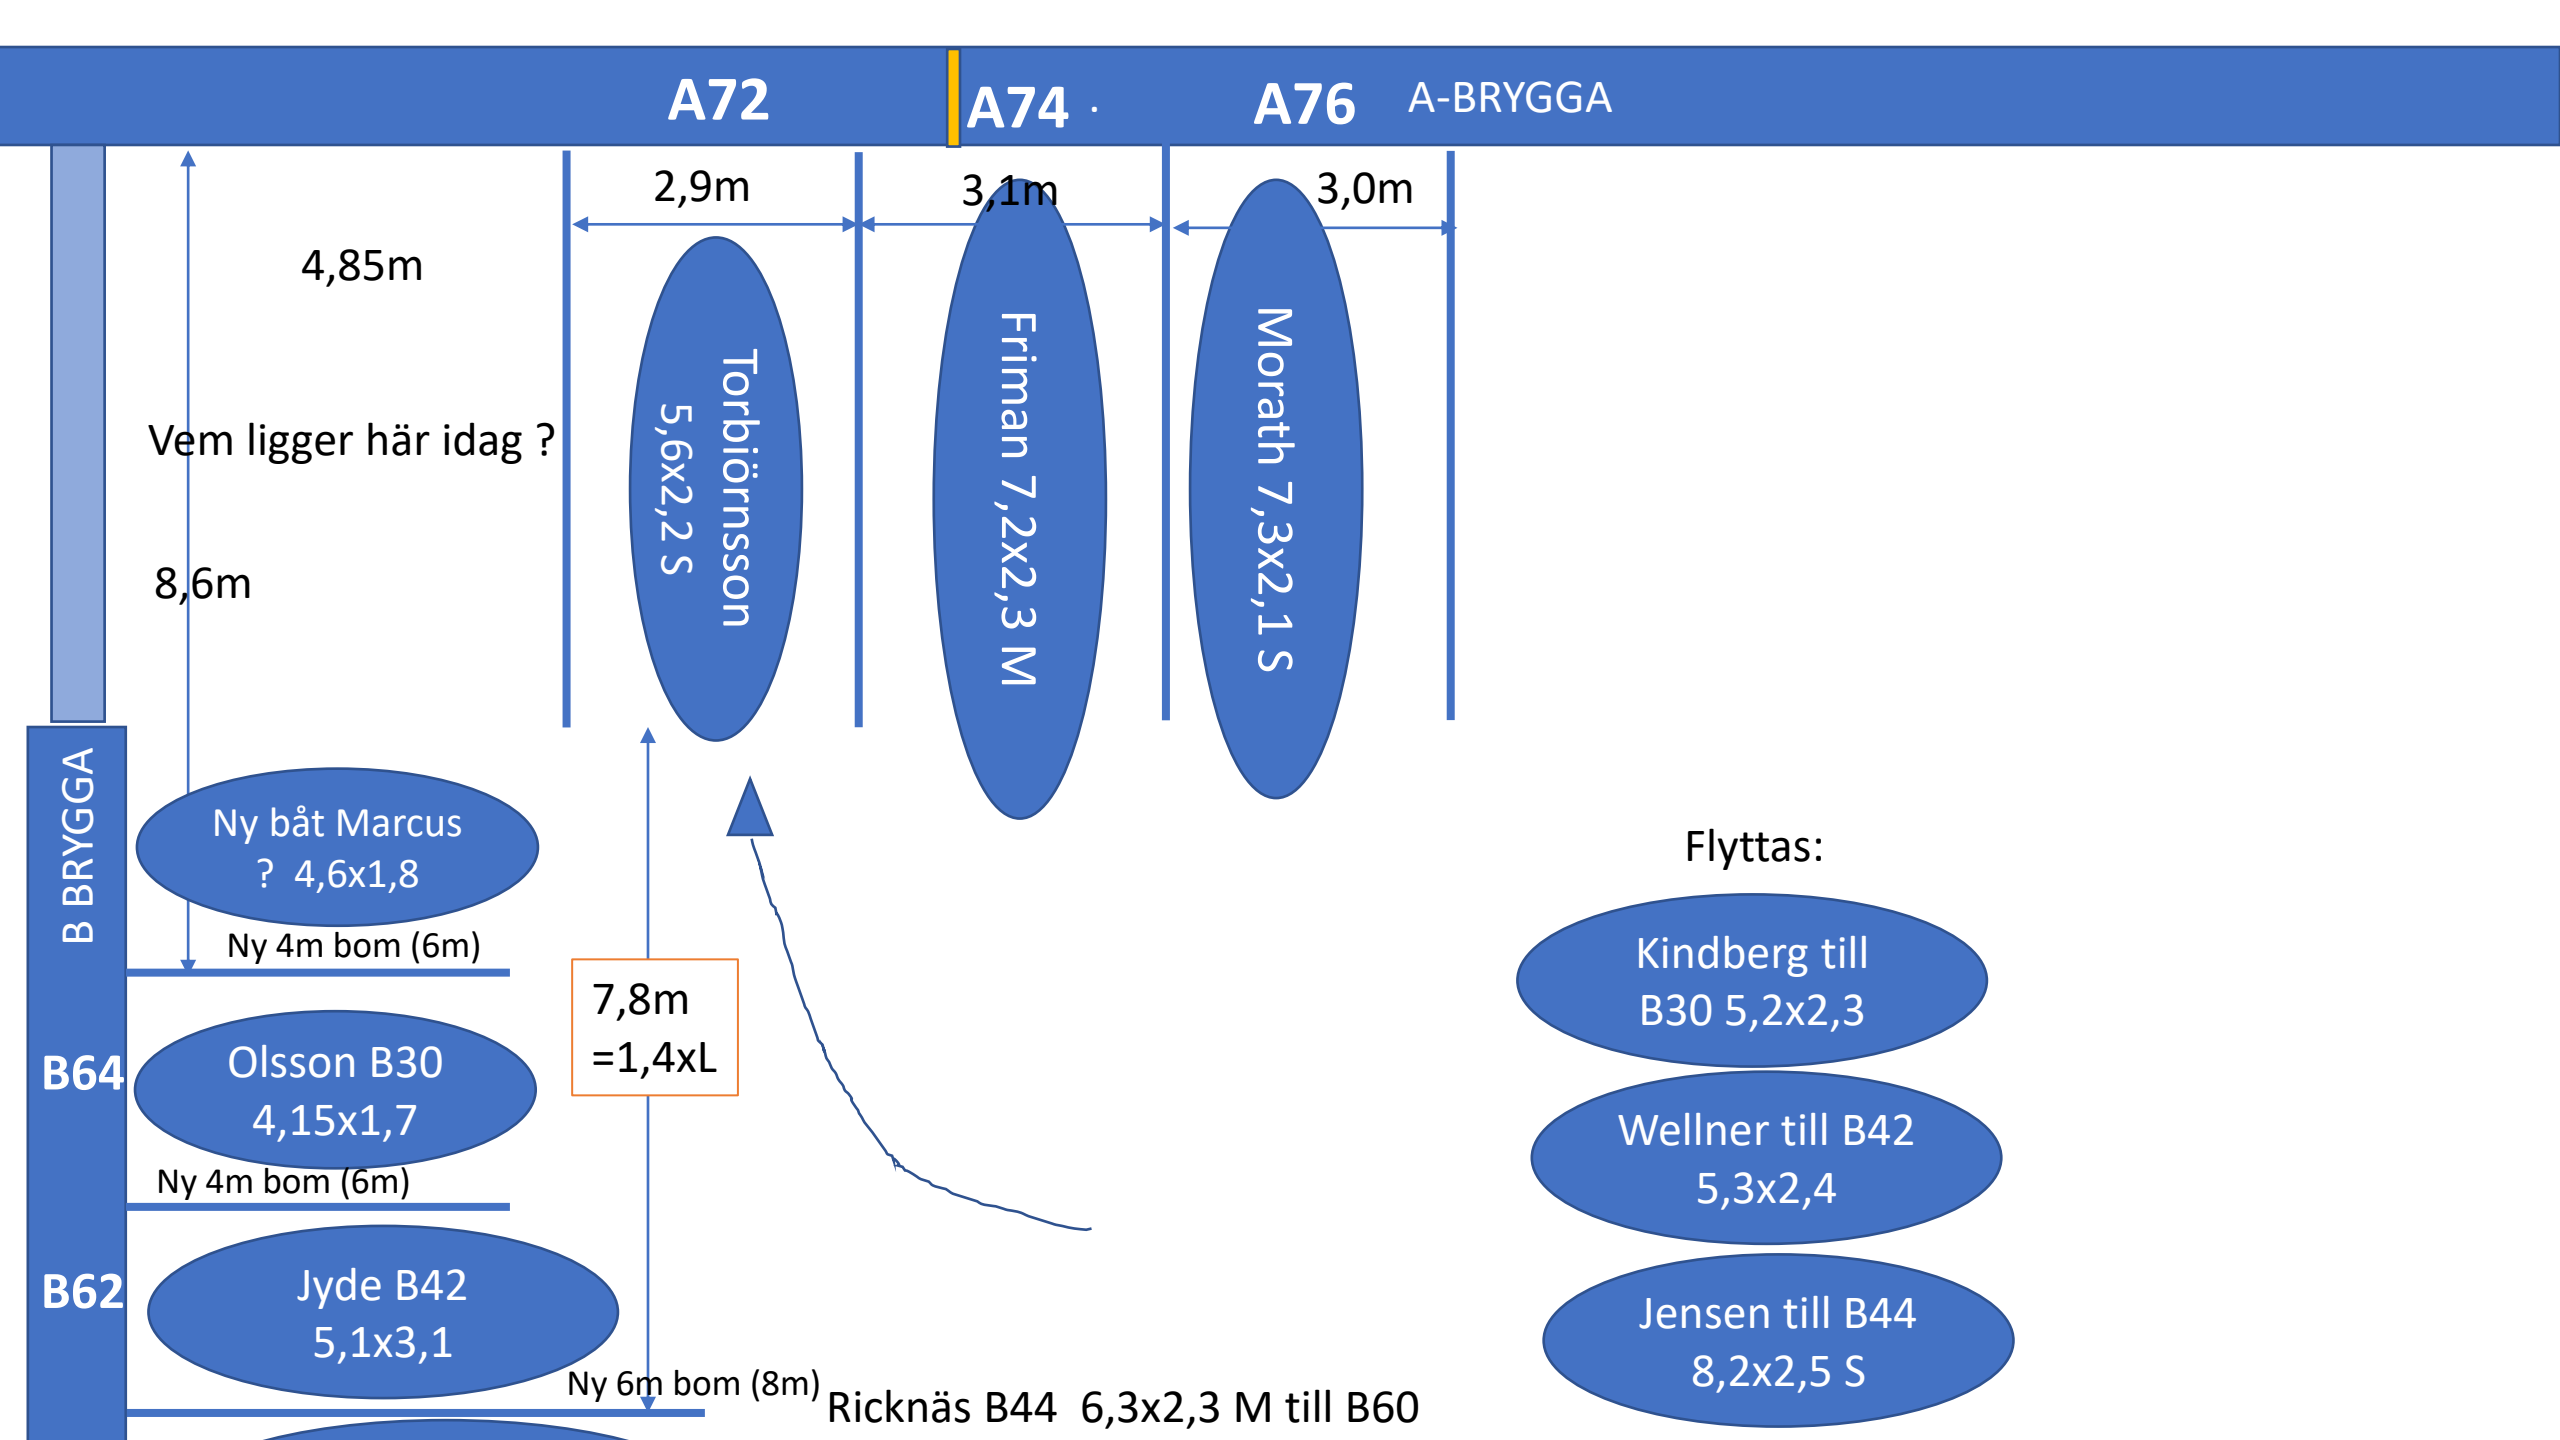 A72
A74 .
A76
A-BRYGGA
2,9m
3,1m
3,0m
4,85m
Vem ligger här idag ?
8,6m
Torbiörnsson
5,6x2,2 S
Friman 7,2x2,3 M
Morath 7,3x2,1 S
B BRYGGA
Ny båt Marcus
? 4,6x1,8
Ny 4m bom (6m)
B64
Olsson B30
4,15x1,7
Ny 4m bom (6m)
B62
Jyde B42
5,1x3,1
Ny 6m bom (8m)
7,8m
=1,4xL
Ricknäs B44 6,3x2,3 M till B60
Flyttas:
Kindberg till
B30 5,2x2,3
Wellner till B42
5,3x2,4
Jensen till B44
8,2x2,5 S